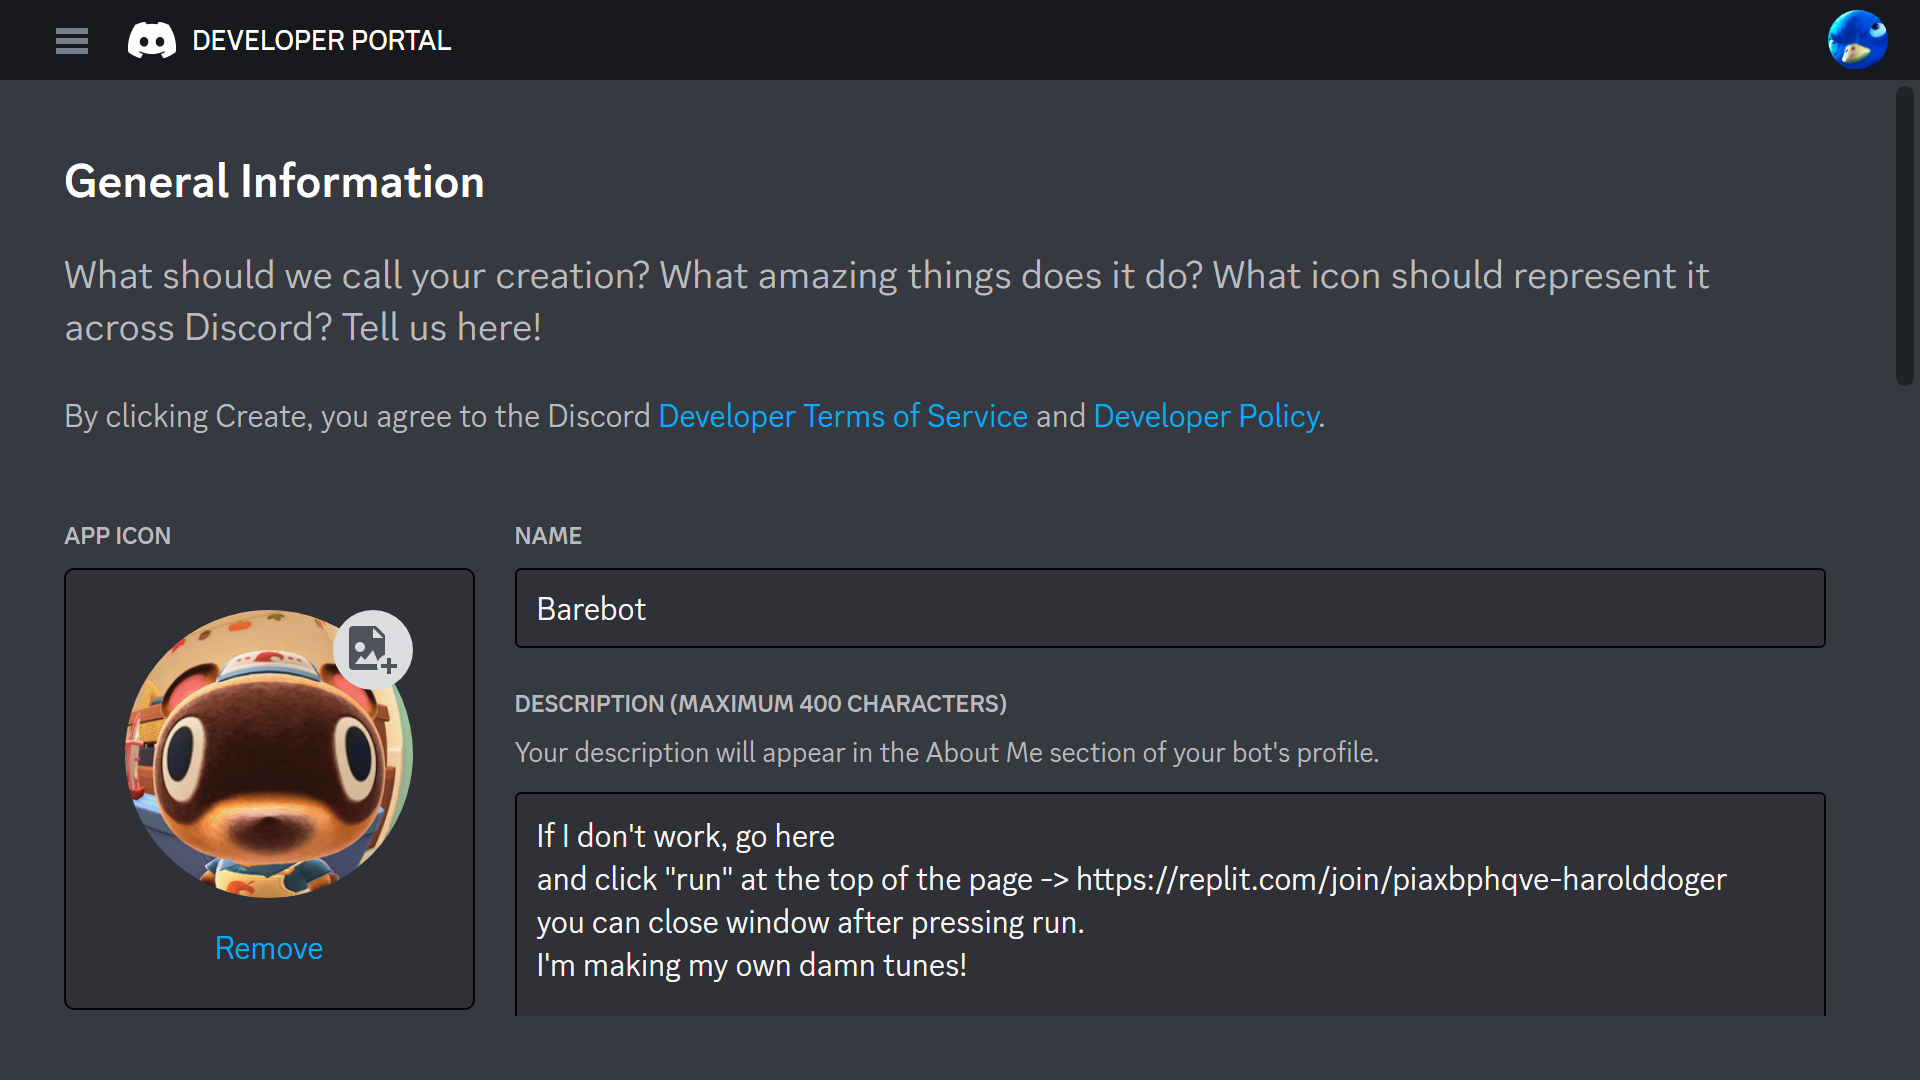 DEVELOPER PORTAL
General Information
What should we call your creation? What amazing things does it do? What icon should represent it
across Discord? Tell us here!
By clicking Create, you agree to the Discord Developer Terms of Service and Developer Policy.
APP ICON
Remove
NAME
Barebot
DESCRIPTION (MAXIMUM 400 CHARACTERS)
Your description will appear in the About Me section of your bot's profile.
If I don't work, go here
and click "run" at the top of the page -> https://replit.com/join/piaxbphqve-harolddoger
you can close window after pressing run.
I'm making my own damn tunes!